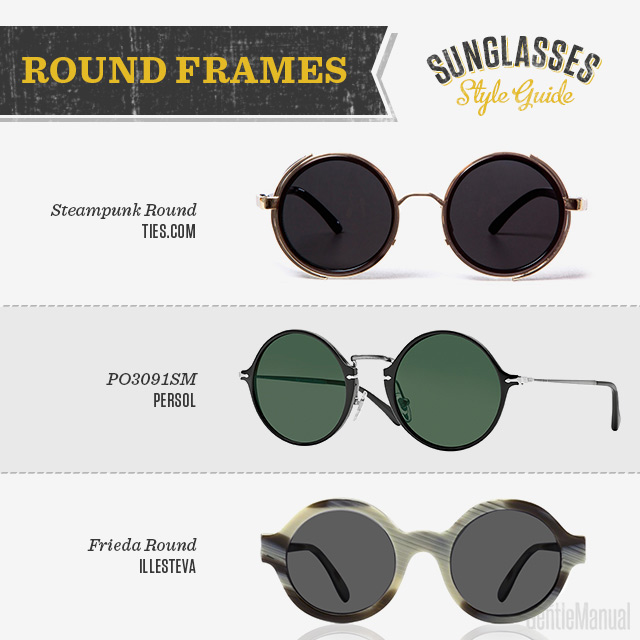 ROUND FRAMES
SUNGLASSES
Style Guide
Steampunk Round
TIES.COM
PO3091SM
PERSOL
Frieda Round
ILLESTEVA
GentleManual